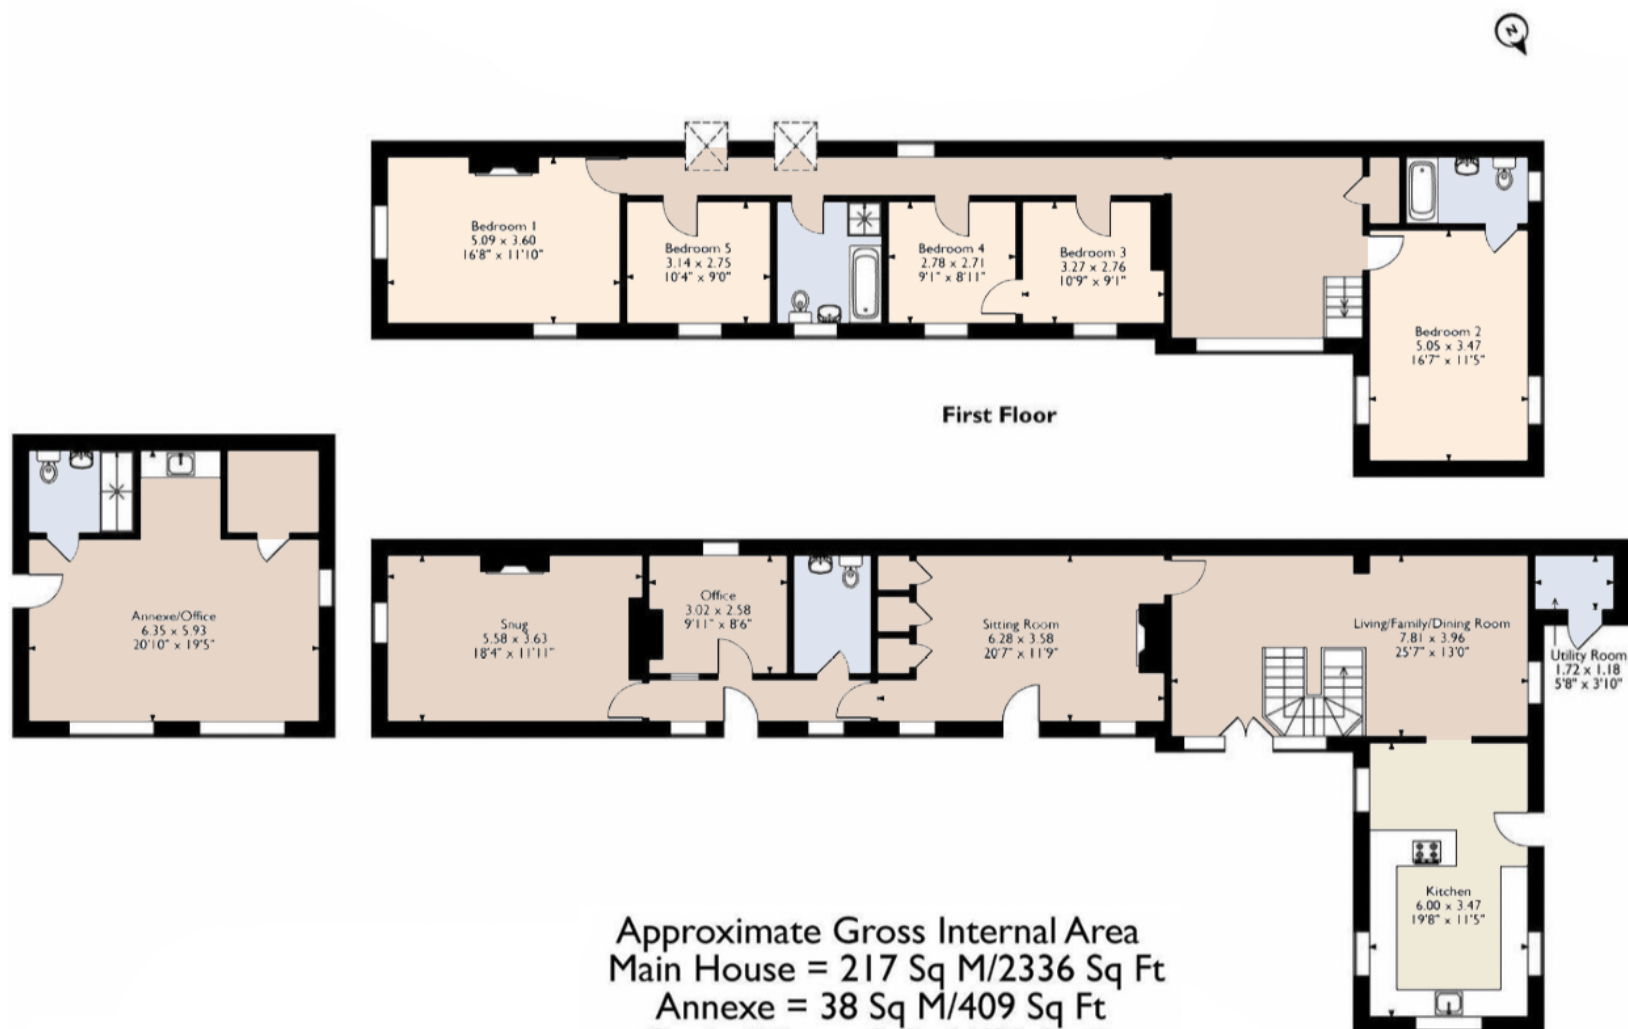 N
Bedroom 1
5.09 x 3.60
16'8" x 11'10"
Bedroom 5
3.14 x 2.75
10'4" x 9'0"
Bedroom 4
2.78 x 2.71
9'1" x 8'11"
Bedroom 3
3.27 x 2.76
10'9" x 9'1"
Bedroom 2
5.05 x 3.47
16'7" x 11'5"
First Floor
Annexe/Office
6.35 x 5.93
20'10" x 19'5"
Snug
5.58 x 3.63
18'4" x 11'11"
Office
3.02 x 2.58
9'11" x 8'6"
Sitting Room
6.28 x 3.58
20'7" x 11'9"
Living/Family/Dining Room
7.81 x 3.96
25'7" x 13'0"
Utility Room
1.72 x 1.18
5'8" x 3'10"
Kitchen
6.00 x 3.47
19'8" x 11'5"
Approximate Gross Internal Area
Main House = 217 Sq M/2336 Sq Ft
Annexe = 38 Sq M/409 Sq Ft